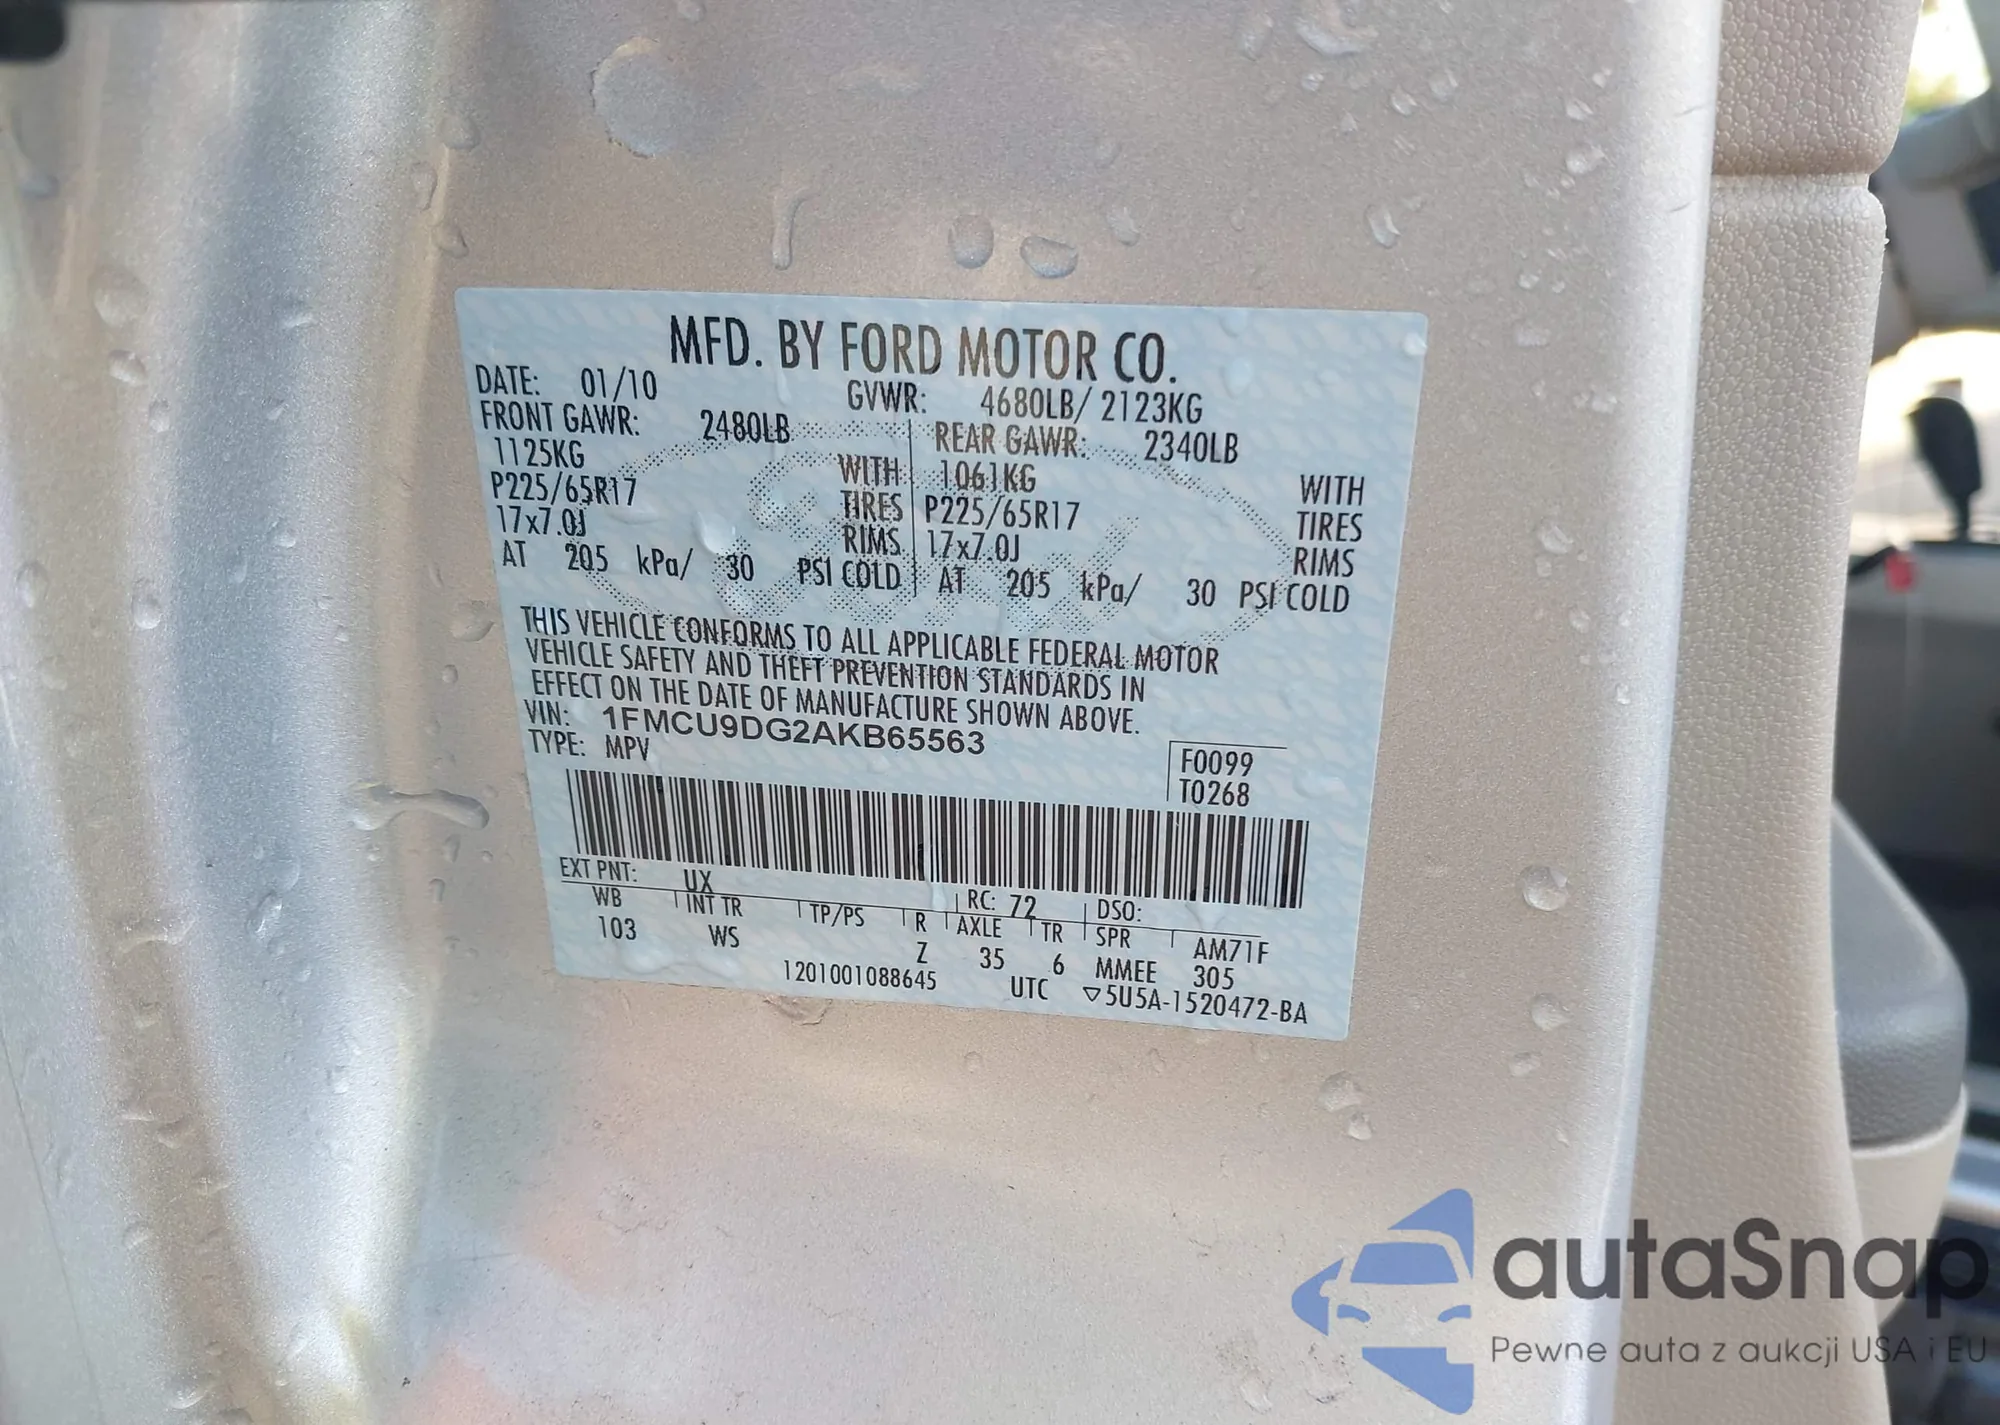 MFD. BY FORD MOTOR CO.
DATE: 01/10 GVWR: 4680LB/ 2123KG
FRONT GAWR: 2480LB REAR GAWR: 2340LB
1125KG WITH 1061KG WITH
P225/65R17 TIRES P225/65R17 TIRES
17x7.0J RIMS 17x7.0J RIMS
AT 205 kPa/ 30 PSI COLD AT 205 kPa/ 30 PSI COLD
THIS VEHICLE CONFORMS TO ALL APPLICABLE FEDERAL MOTOR
VEHICLE SAFETY AND THEFT PREVENTION STANDARDS IN
EFFECT ON THE DATE OF MANUFACTURE SHOWN ABOVE.
VIN: 1FMCU9DG2AKB65563
TYPE: MPV
F0099
T0268
EXT PNT: UX RC: 72 DSO:
WB INT TR TP/PS R AXLE TR SPR AM71F
103 WS Z 35 6 MMEE 305
1201001088645 UTC ▽5U5A-1520472-BA
Ford
autaSnap
Pewne auta z aukcji USA i EU